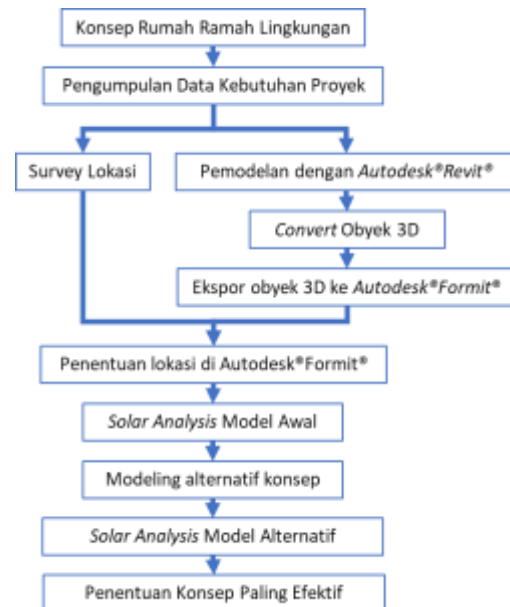 Konsep Rumah Ramah Lingkungan
Pengumpulan Data Kebutuhan Proyek
Survey Lokasi
Pemodelan dengan Autodesk®Revit®
Convert Obyek 3D
Ekspor obyek 3D ke Autodesk®Formit®
Penentuan lokasi di Autodesk®Formit®
Solar Analysis Model Awal
Modeling alternatif konsep
Solar Analysis Model Alternatif
Penentuan Konsep Paling Efektif